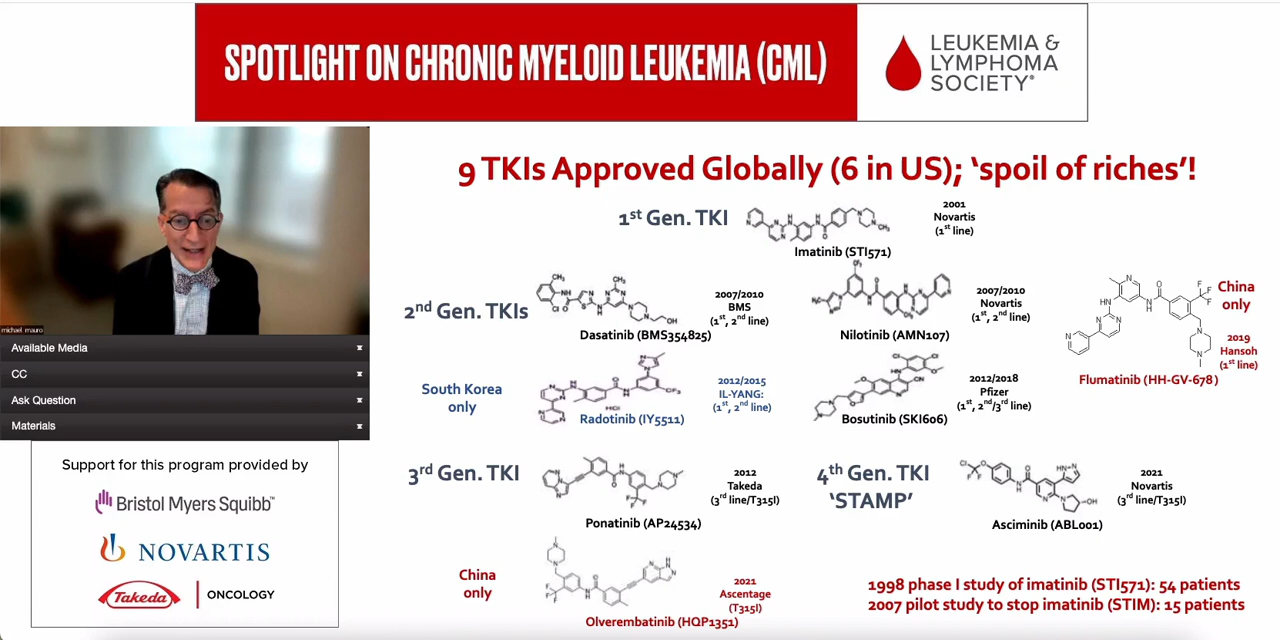 SPOTLIGHT ON CHRONIC MYELOID LEUKEMIA (CML)
LEUKEMIA &
LYMPHOMA
SOCIETY®
michael mauro
Available Media
CC
Ask Question
Materials
Support for this program provided by
Bristol Myers Squibb™
NOVARTIS
Takeda ONCOLOGY
9 TKIs Approved Globally (6 in US); ‘spoil of riches’!
1st Gen. TKI
Imatinib (STI571)
2001
Novartis
(1st line)
2nd Gen. TKIs
Dasatinib (BMS354825)
2007/2010
BMS
(1st, 2nd line)
Nilotinib (AMN107)
2007/2010
Novartis
(1st, 2nd line)
China
only
2019
Hansoh
(1st line)
Flumatinib (HH-GV-678)
South Korea
only
Radotinib (IY5511)
2012/2015
IL-YANG:
(1st, 2nd line)
Bosutinib (SKI606)
2012/2018
Pfizer
(1st, 2nd/3rd line)
3rd Gen. TKI
Ponatinib (AP24534)
2012
Takeda
(3rd line/T315I)
4th Gen. TKI
‘STAMP’
Asciminib (ABL001)
2021
Novartis
(3rd line/T315I)
China
only
Olverembatinib (HQP1351)
2021
Ascentage
(T315I)
1998 phase I study of imatinib (STI571): 54 patients
2007 pilot study to stop imatinib (STIM): 15 patients